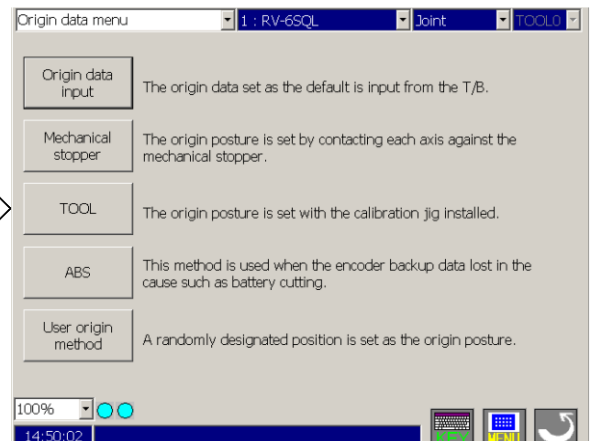 Origin data menu 1 : RV-6SQL Joint TOOL0
Origin data
input
The origin data set as the default is input from the T/B.
Mechanical
stopper
The origin posture is set by contacting each axis against the
mechanical stopper.
TOOL
The origin posture is set with the calibration jig installed.
ABS
This method is used when the encoder backup data lost in the
cause such as battery cutting.
User origin
method
A randomly designated position is set as the origin posture.
100%
14:50:02
KEY MENU